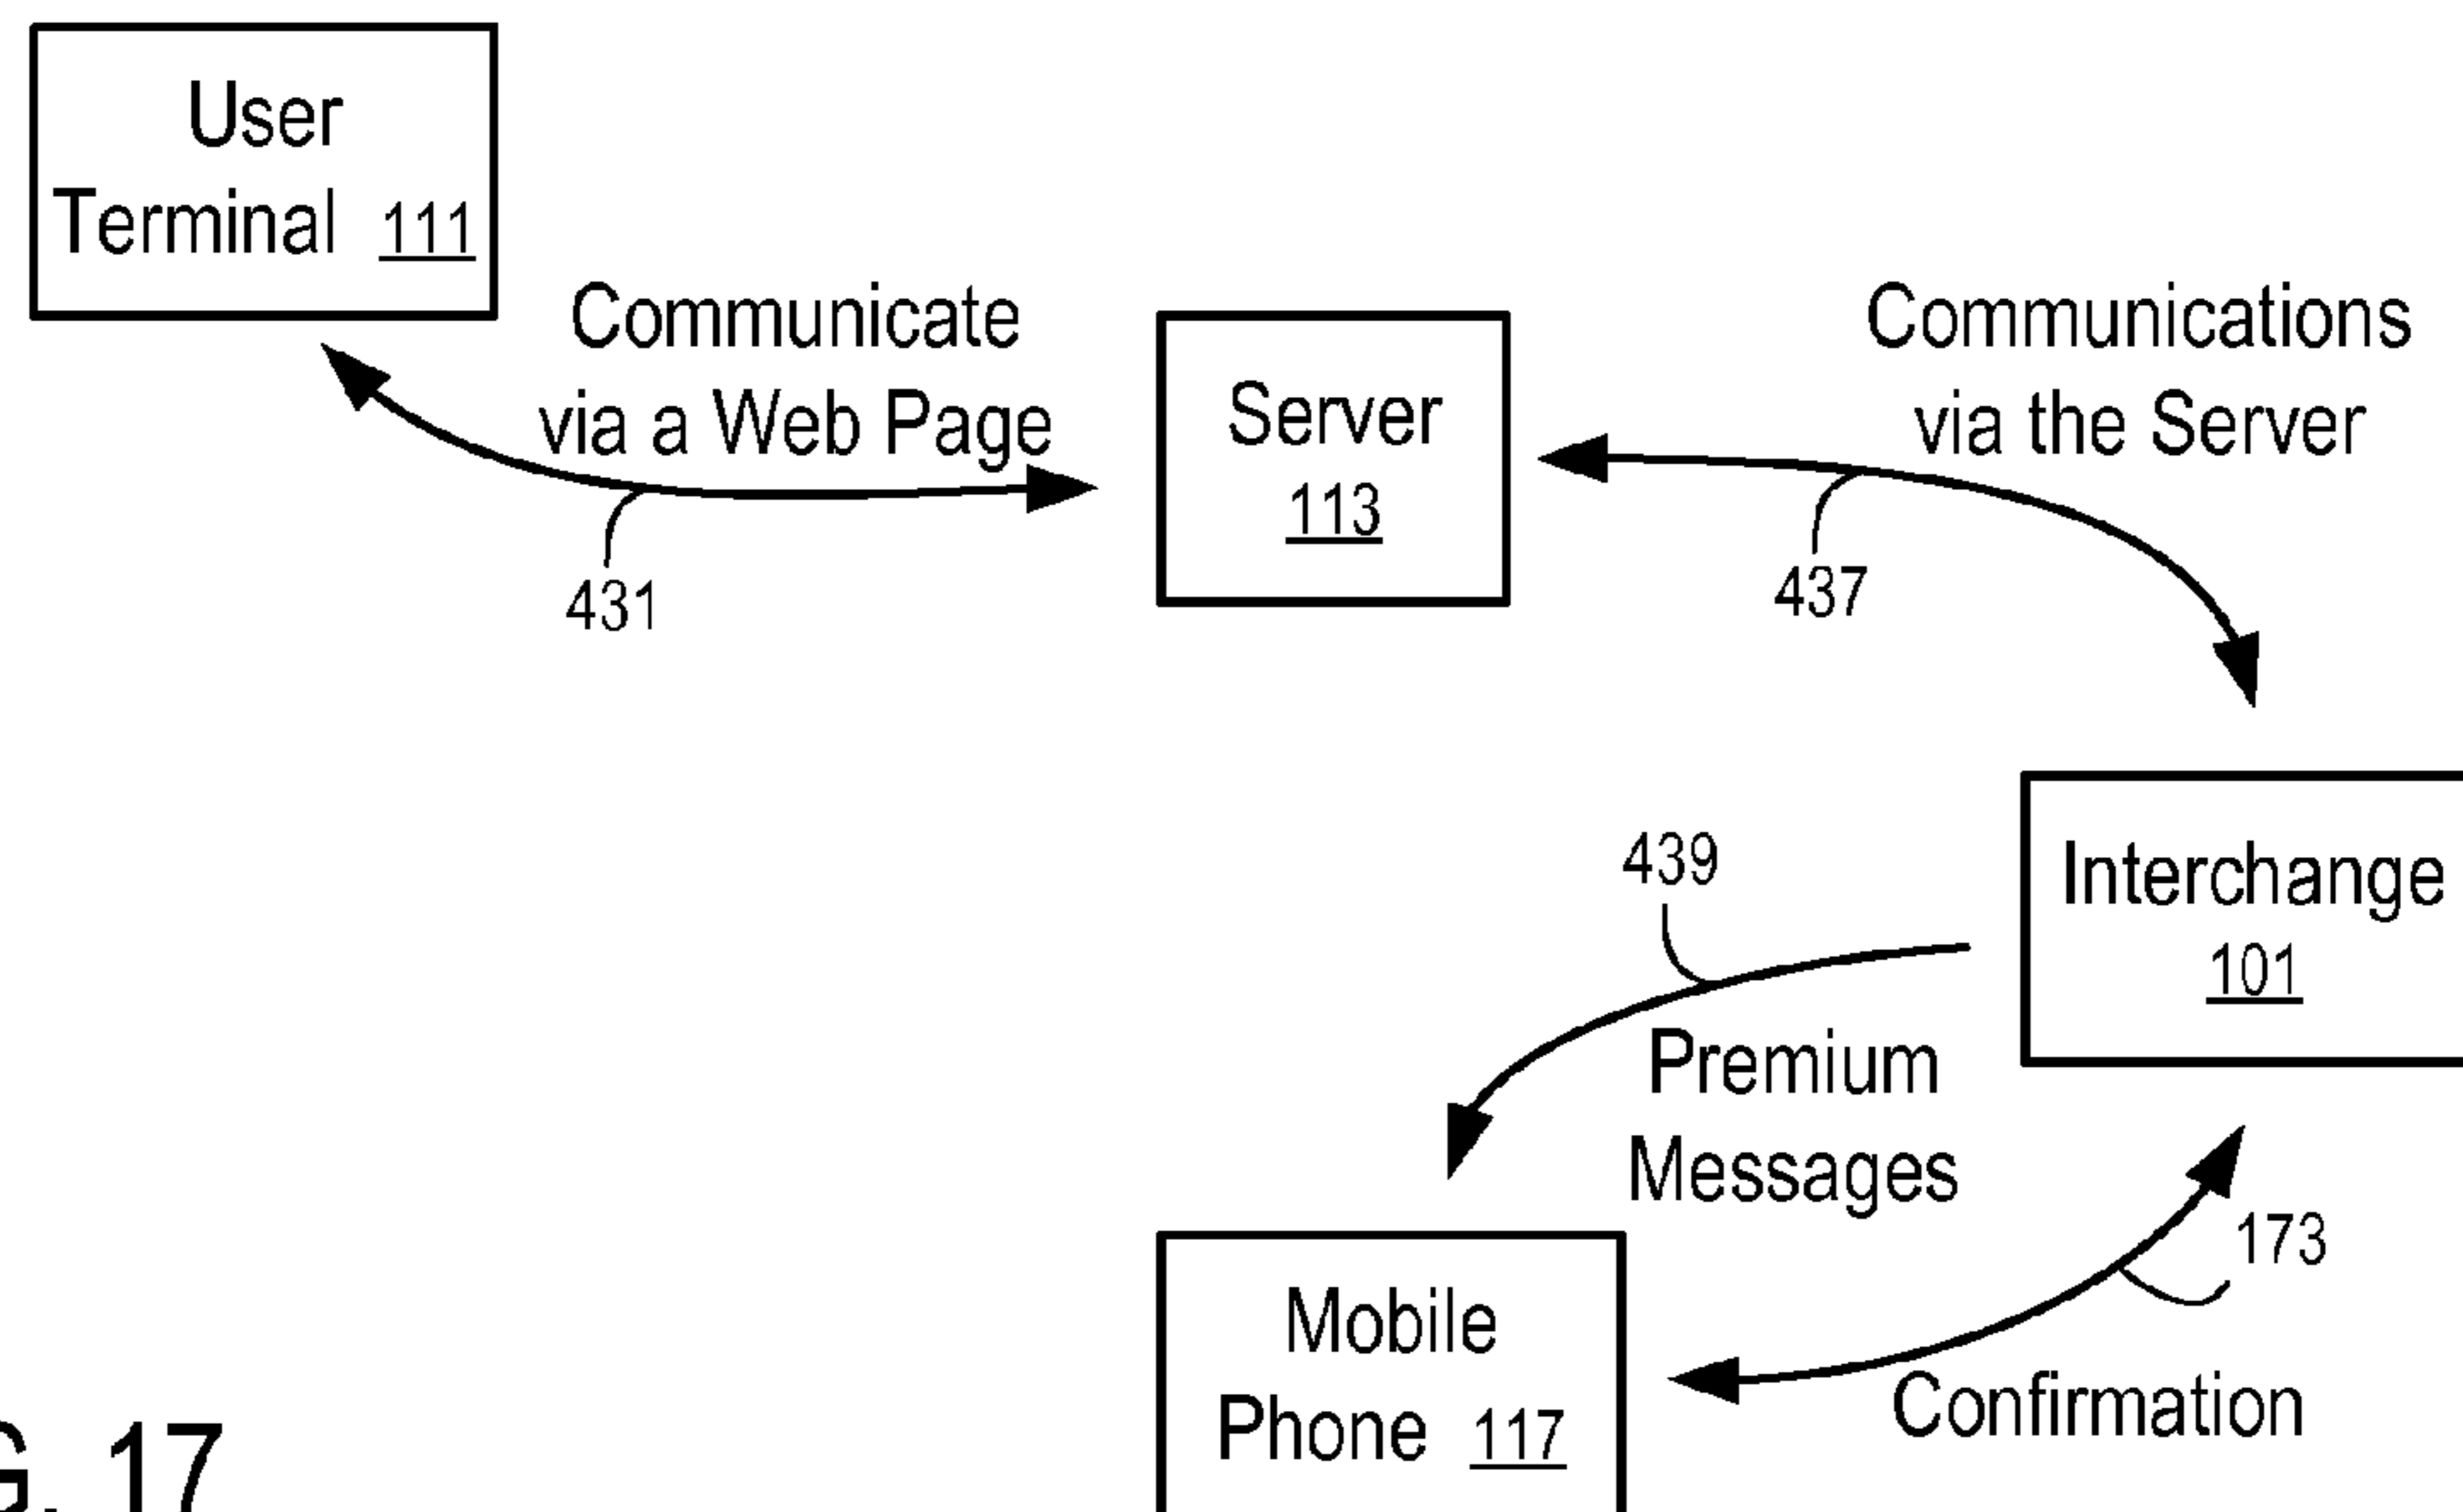 User
Terminal 111
Communicate
via a Web Page
431
Server
113
Communications
via the Server
437
Interchange
101
439
Premium
Messages
173
Confirmation
Mobile
Phone 117
G. 17